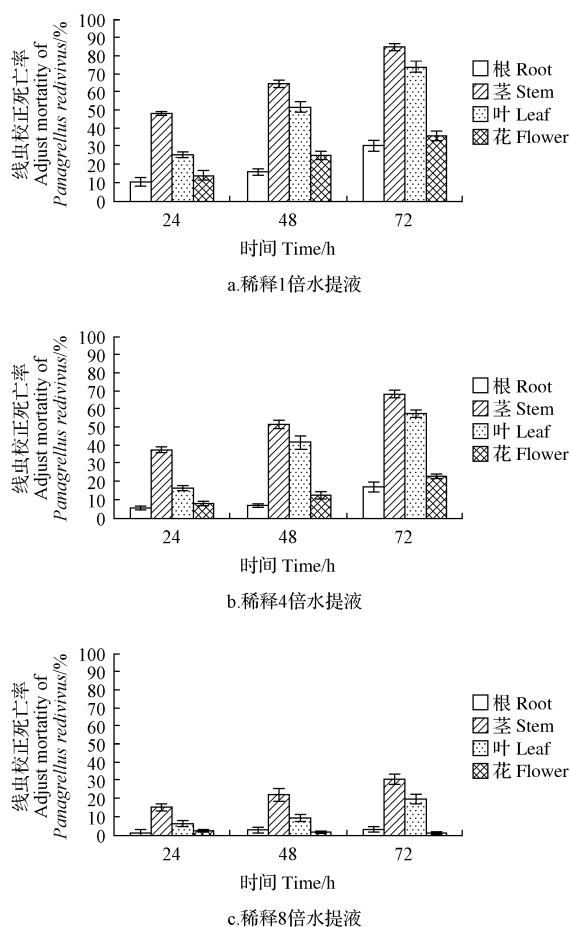 100
90
80
70
60
50
40
30
20
10
0
线虫校正死亡率
Adjust mortatity of
Panagrellus redivivus/%
24 48 72
时间 Time/h
根 Root
茎 Stem
叶 Leaf
花 Flower
a.稀释1倍水提液
100
90
80
70
60
50
40
30
20
10
0
线虫校正死亡率
Adjust mortatity of
Panagrellus redivivus/%
24 48 72
时间 Time/h
根 Root
茎 Stem
叶 Leaf
花 Flower
b.稀释4倍水提液
100
90
80
70
60
50
40
30
20
10
0
线虫校正死亡率
Adjust mortatity of
Panagrellus redivivus/%
24 48 72
时间 Time/h
根 Root
茎 Stem
叶 Leaf
花 Flower
c.稀释8倍水提液